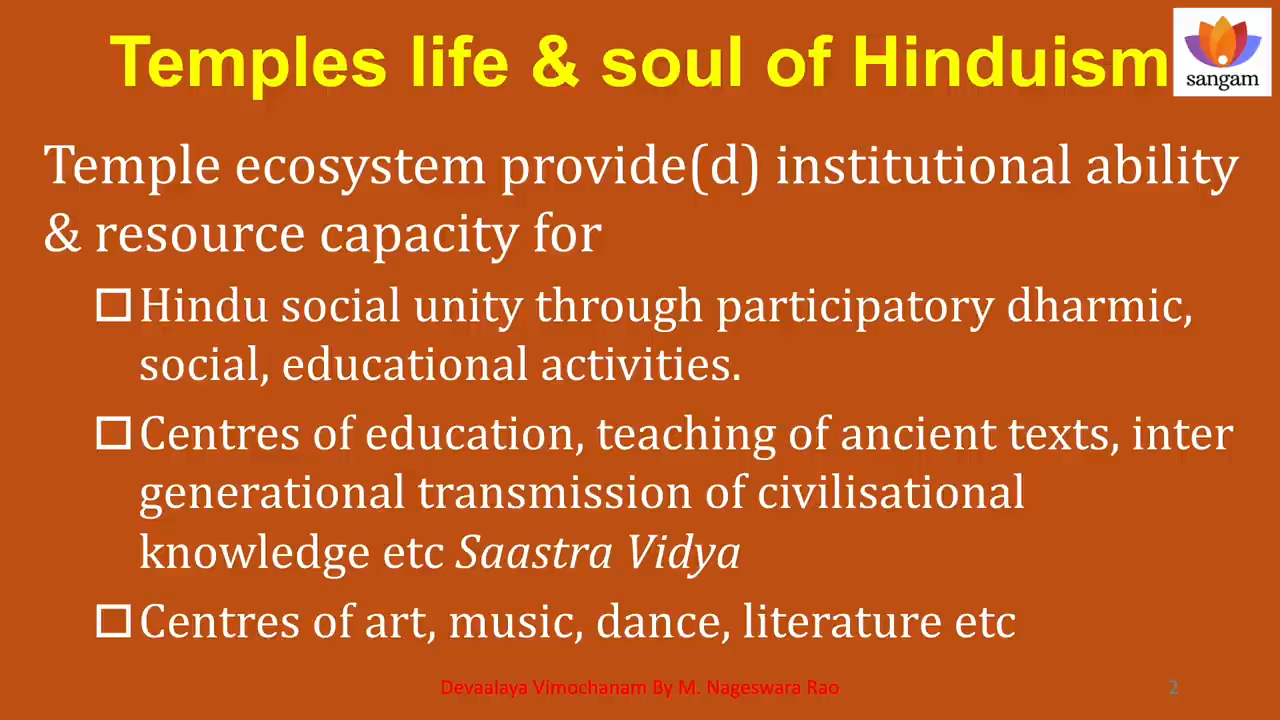 Temples life & soul of Hinduism
sangam
Temple ecosystem provide(d) institutional ability
& resource capacity for
Hindu social unity through participatory dharmic,
social, educational activities.
Centres of education, teaching of ancient texts, inter
generational transmission of civilisational
knowledge etc Saastra Vidya
Centres of art, music, dance, literature etc
Devaalaya Vimochanam By M. Nageswara Rao
2